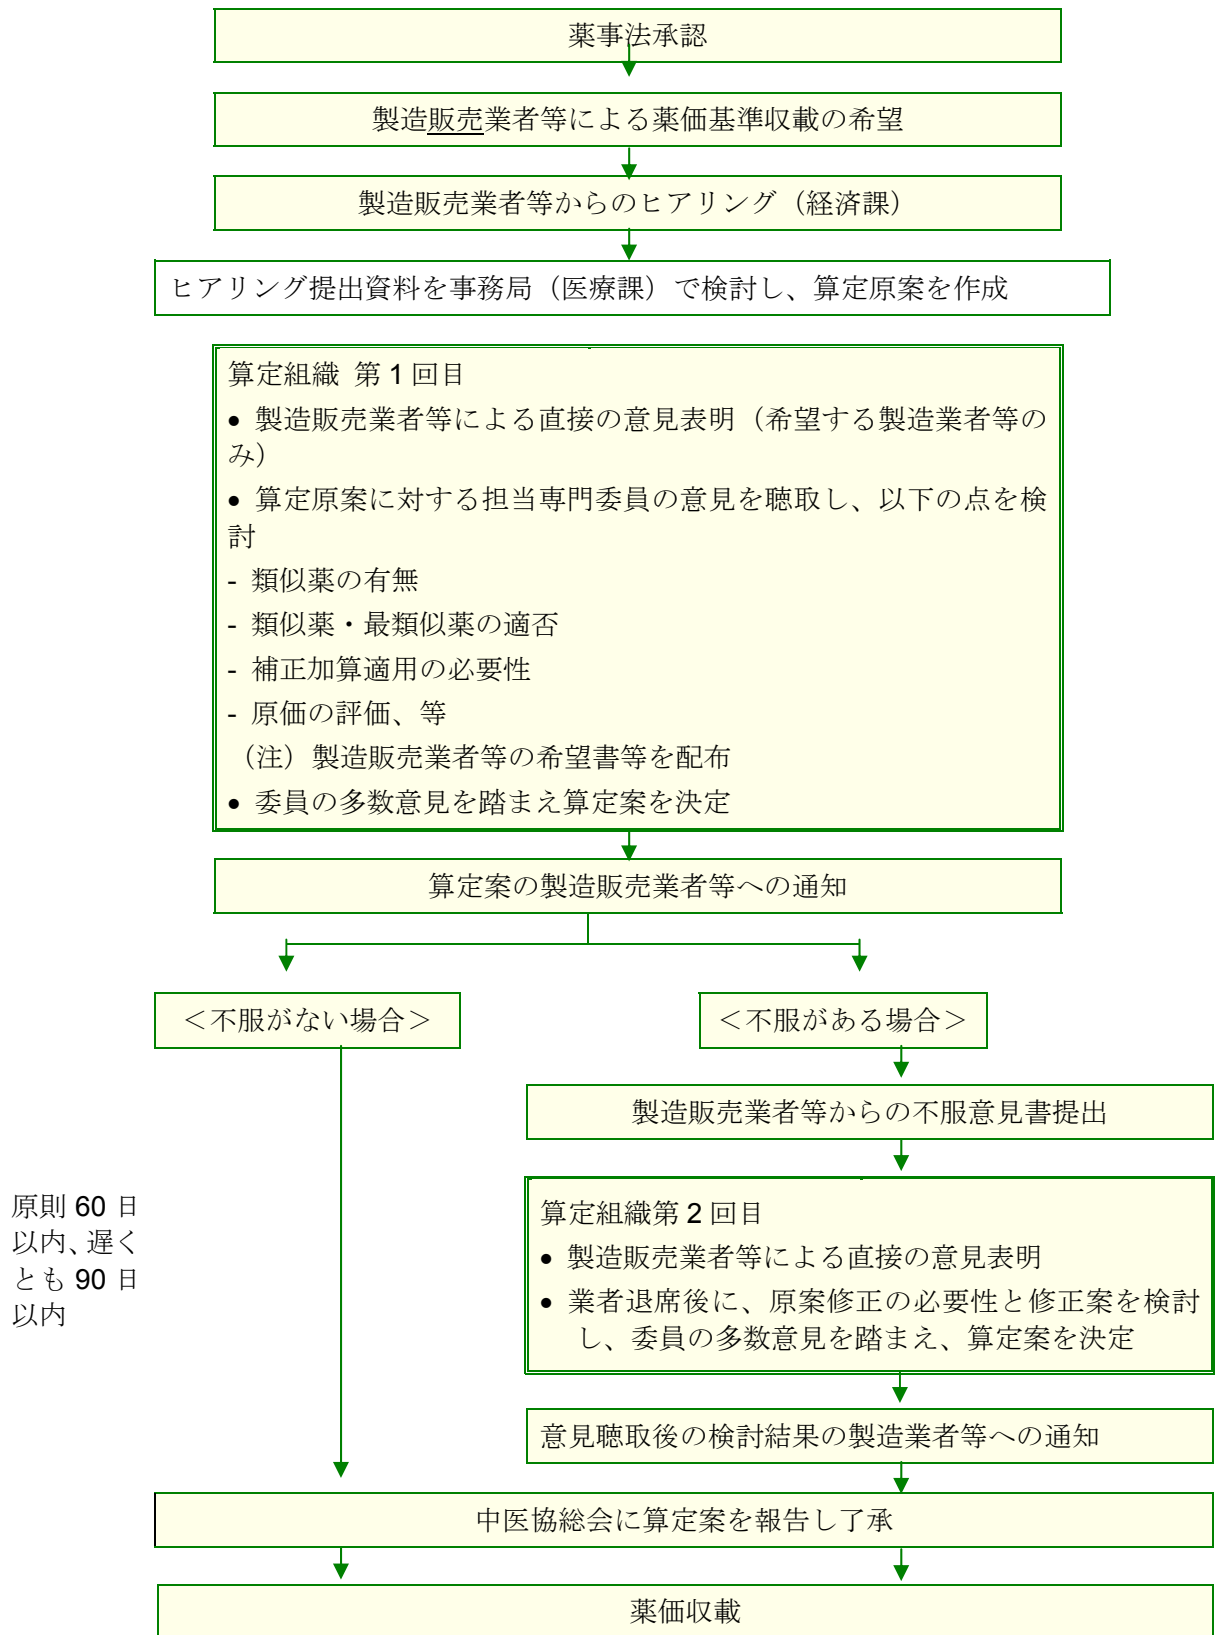 薬事法承認
製造販売業者等による薬価基準収載の希望
製造販売業者等からのヒアリング（経済課）
ヒアリング提出資料を事務局（医療課）で検討し、算定原案を作成
算定組織 第1回目
• 製造販売業者等による直接の意見表明（希望する製造業者等の
み）
• 算定原案に対する担当専門委員の意見を聴取し、以下の点を検
討
- 類似薬の有無
- 類似薬・最類似薬の適否
- 補正加算適用の必要性
- 原価の評価、等
（注）製造販売業者等の希望書等を配布
• 委員の多数意見を踏まえ算定案を決定
算定案の製造販売業者等への通知
＜不服がない場合＞
＜不服がある場合＞
製造販売業者等からの不服意見書提出
原則 60 日
以内、遅く
とも 90 日
以内
算定組織第2回目
• 製造販売業者等による直接の意見表明
• 業者退席後に、原案修正の必要性と修正案を検討
し、委員の多数意見を踏まえ、算定案を決定
意見聴取後の検討結果の製造業者等への通知
中医協総会に算定案を報告し了承
薬価収載